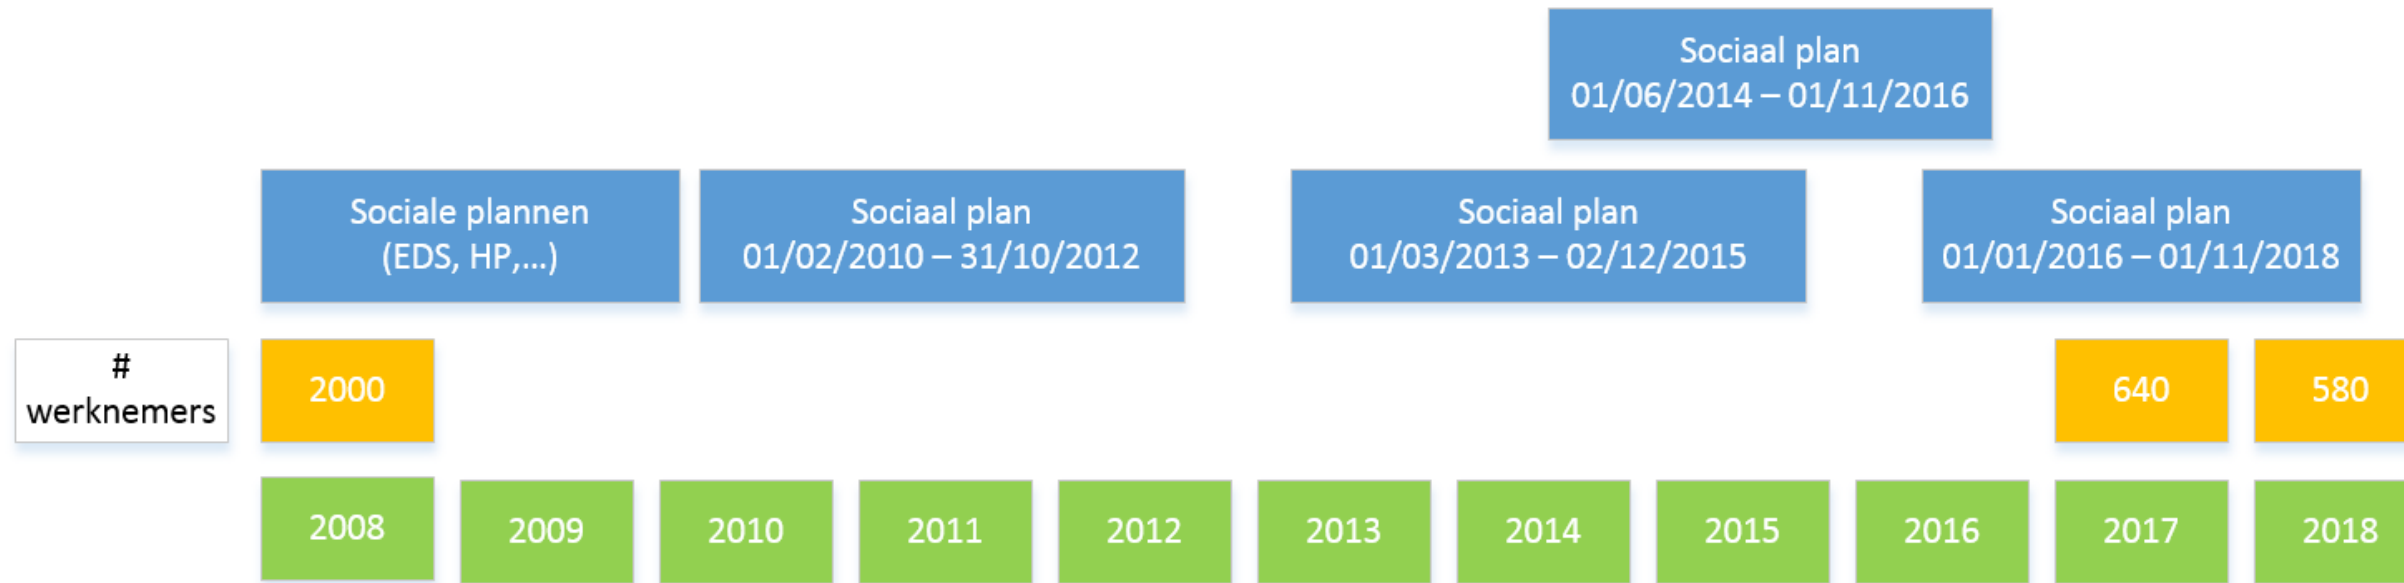 Sociaal plan
01/06/2014 – 01/11/2016
Sociale plannen
(EDS, HP,...)
Sociaal plan
01/02/2010 – 31/10/2012
Sociaal plan
01/03/2013 – 02/12/2015
Sociaal plan
01/01/2016 – 01/11/2018
#
werknemers
2000
640
580
2008
2009
2010
2011
2012
2013
2014
2015
2016
2017
2018